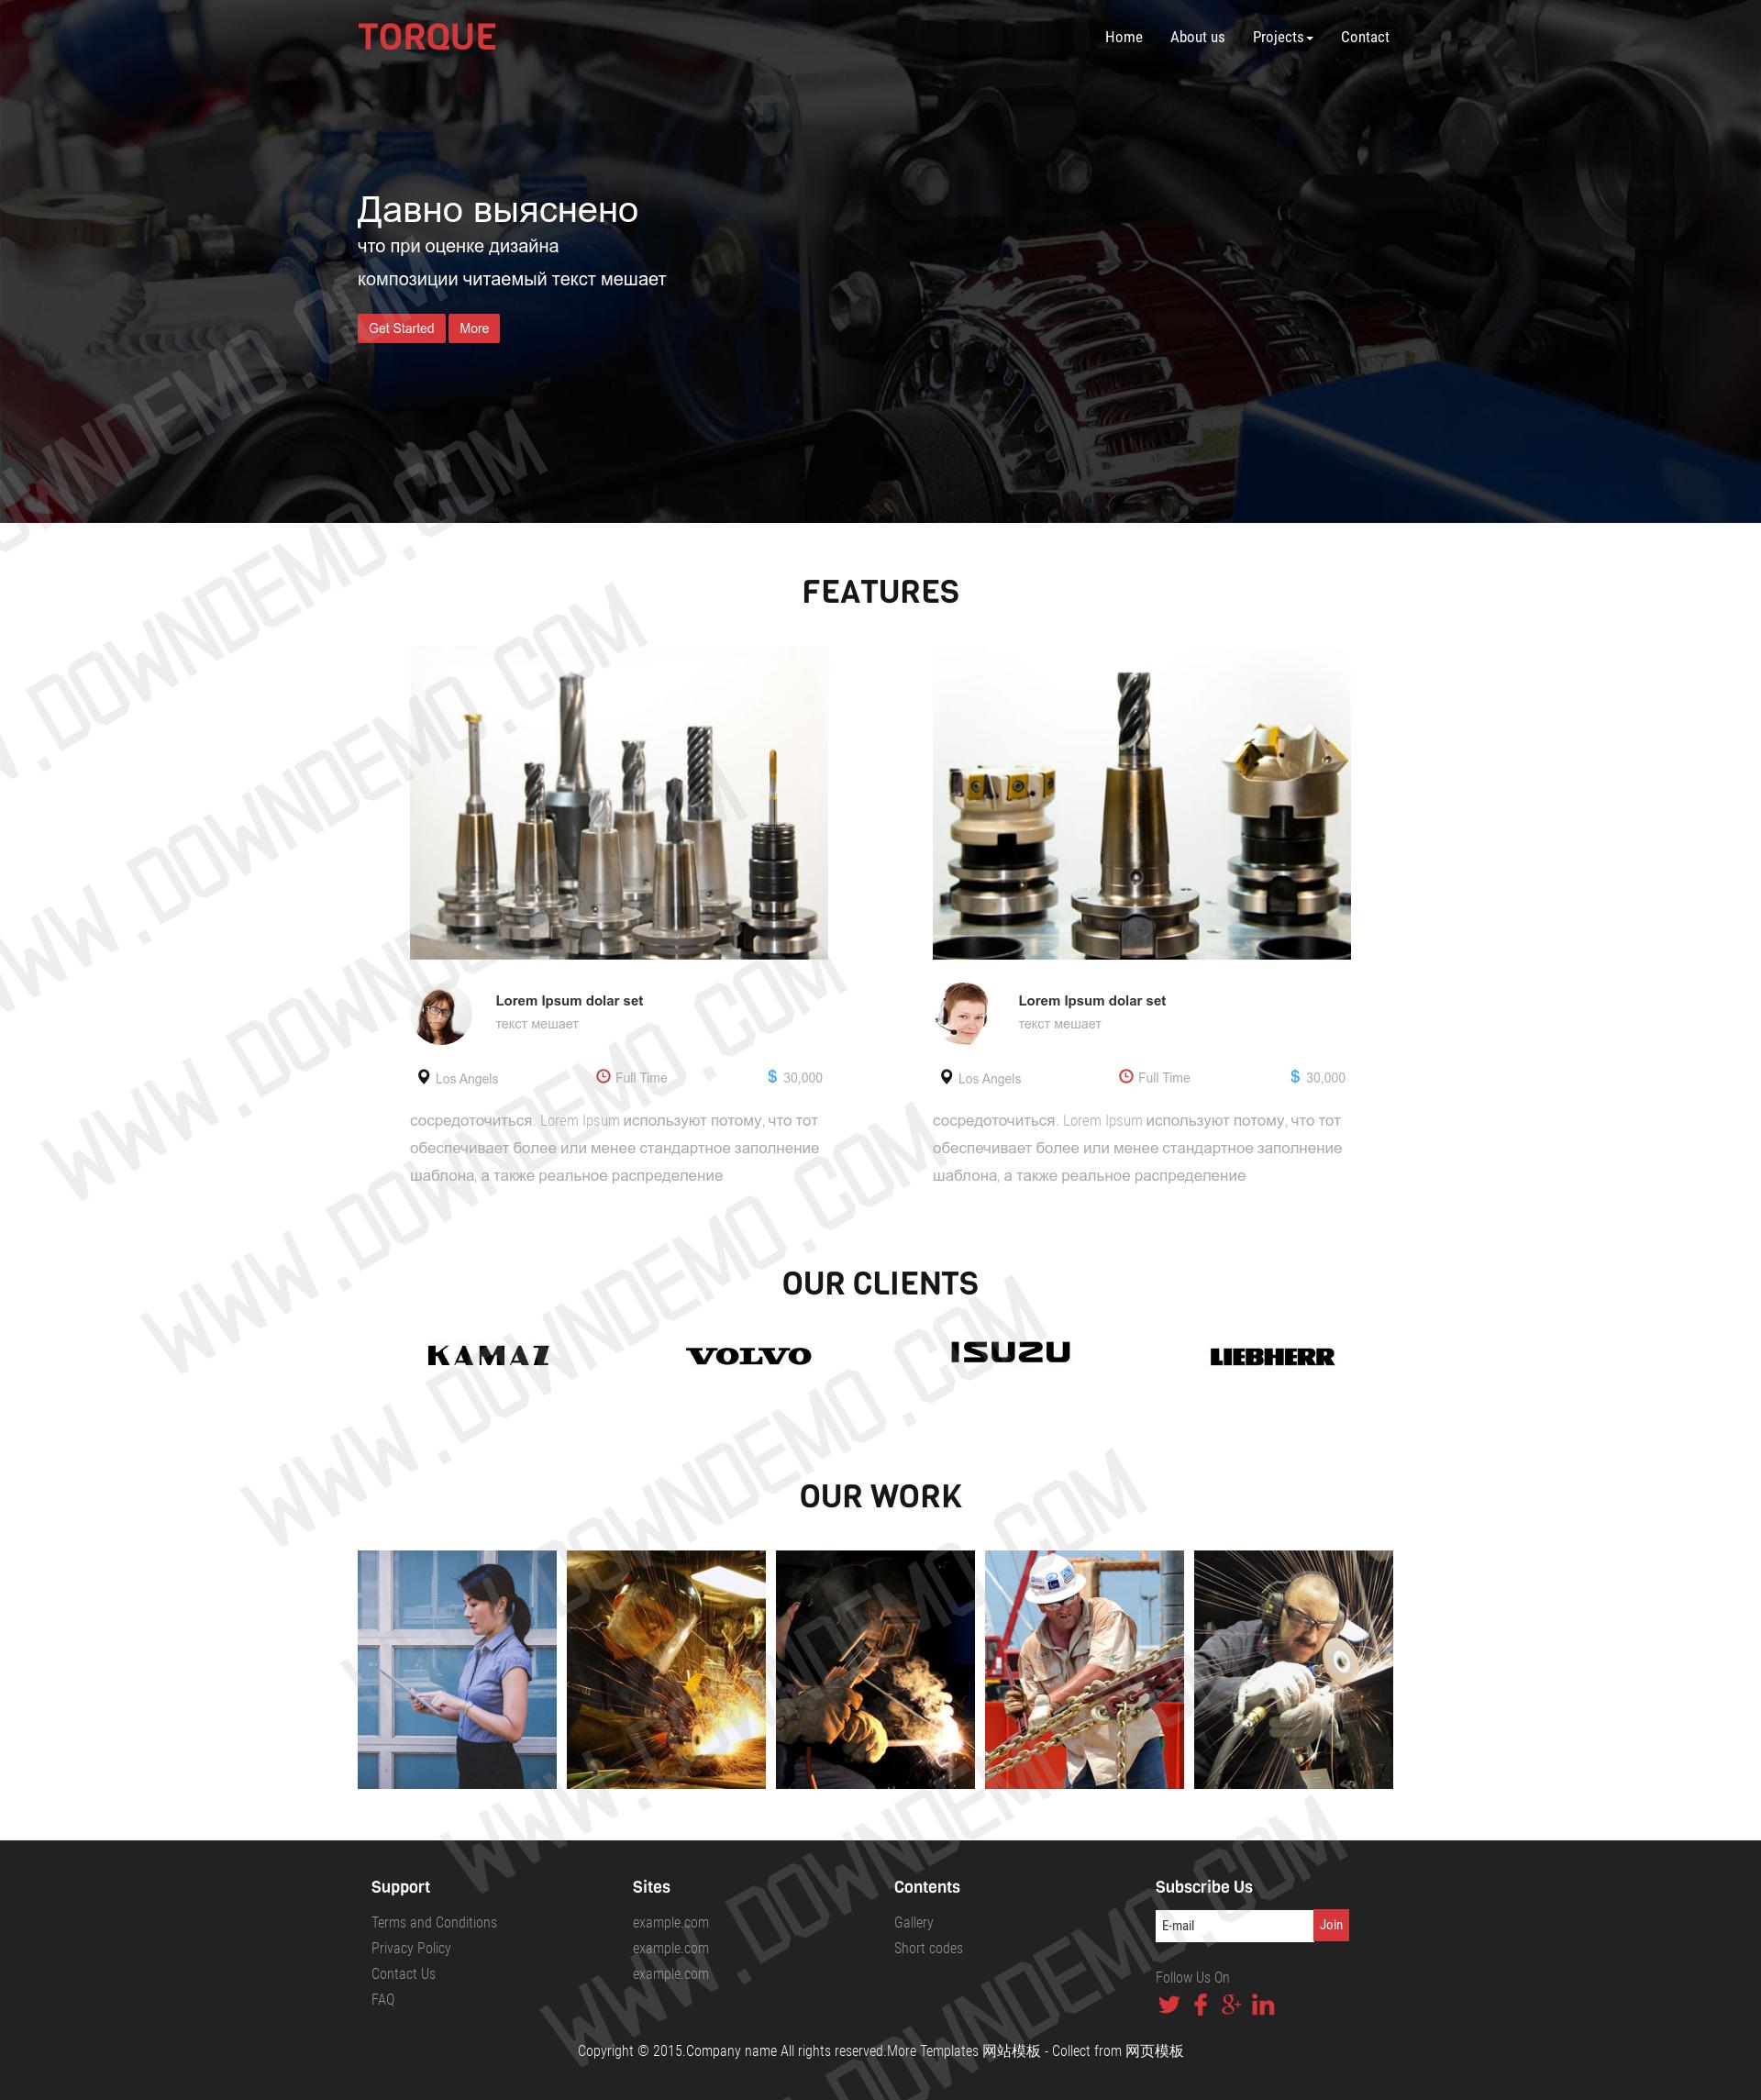 TORQUE
Home About us Projects Contact
Давно выяснено
что при оценке дизайна
композиции читаемый текст мешает
Get Started More
FEATURES
Lorem Ipsum dolar set
текст мешает
Los Angels Full Time $ 30,000
сосредоточиться. Lorem Ipsum используют потому, что тот
обеспечивает более или менее стандартное заполнение
шаблона, а также реальное распределение
Lorem Ipsum dolar set
текст мешает
Los Angels Full Time $ 30,000
сосредоточиться. Lorem Ipsum используют потому, что тот
обеспечивает более или менее стандартное заполнение
шаблона, а также реальное распределение
OUR CLIENTS
KAMAZ VOLVO ISUZU LIEBHERR
OUR WORK
Support
Terms and Conditions
Privacy Policy
Contact Us
FAQ
Sites
example.com
example.com
example.com
Contents
Gallery
Short codes
Subscribe Us
E-mail Join
Follow Us On
Copyright © 2015.Company name All rights reserved.More Templates 网站模板 - Collect from 网页模板
WWW.DOWNDEMO.COM